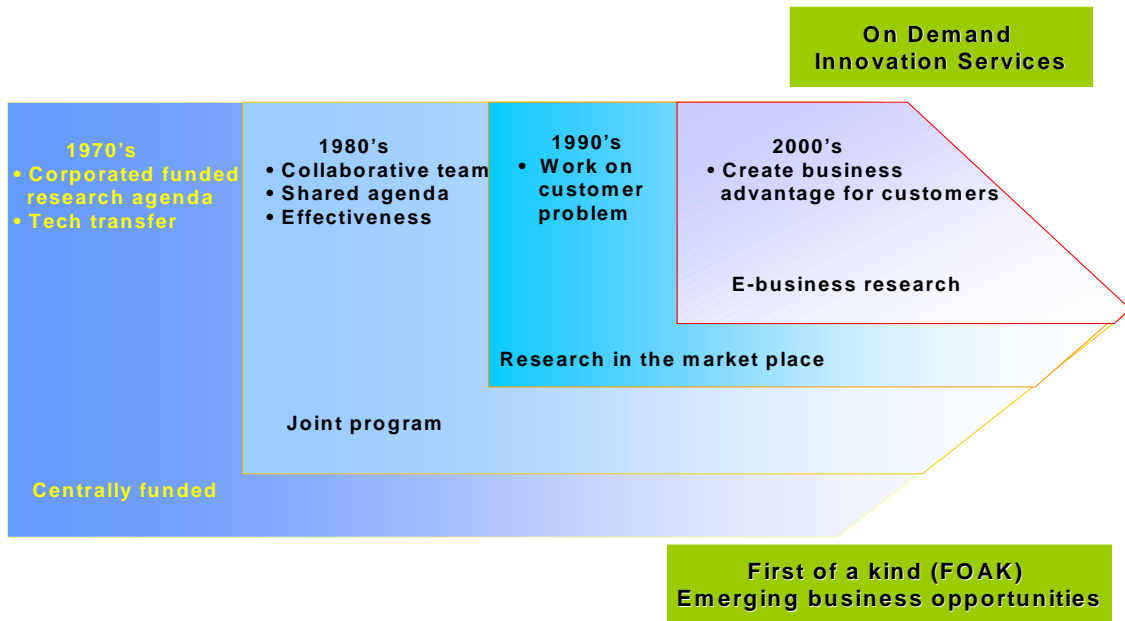 On Demand
Innovation Services
1970's
• Corporated funded
research agenda
• Tech transfer
1980's
• Collaborative team
• Shared agenda
• Effectiveness
1990's
• Work on
customer
problem
2000's
• Create business
advantage for customers
E-business research
Research in the market place
Joint program
Centrally funded
First of a kind (FOAK)
Emerging business opportunities